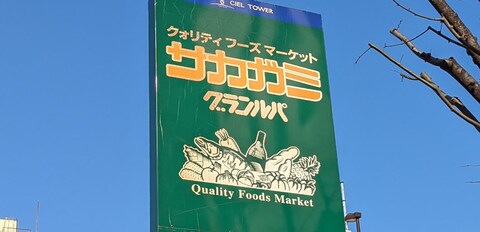 CIEL TOWER
クォリティ フーズ マーケット
サカガミ
グランルパ
Quality Foods Market